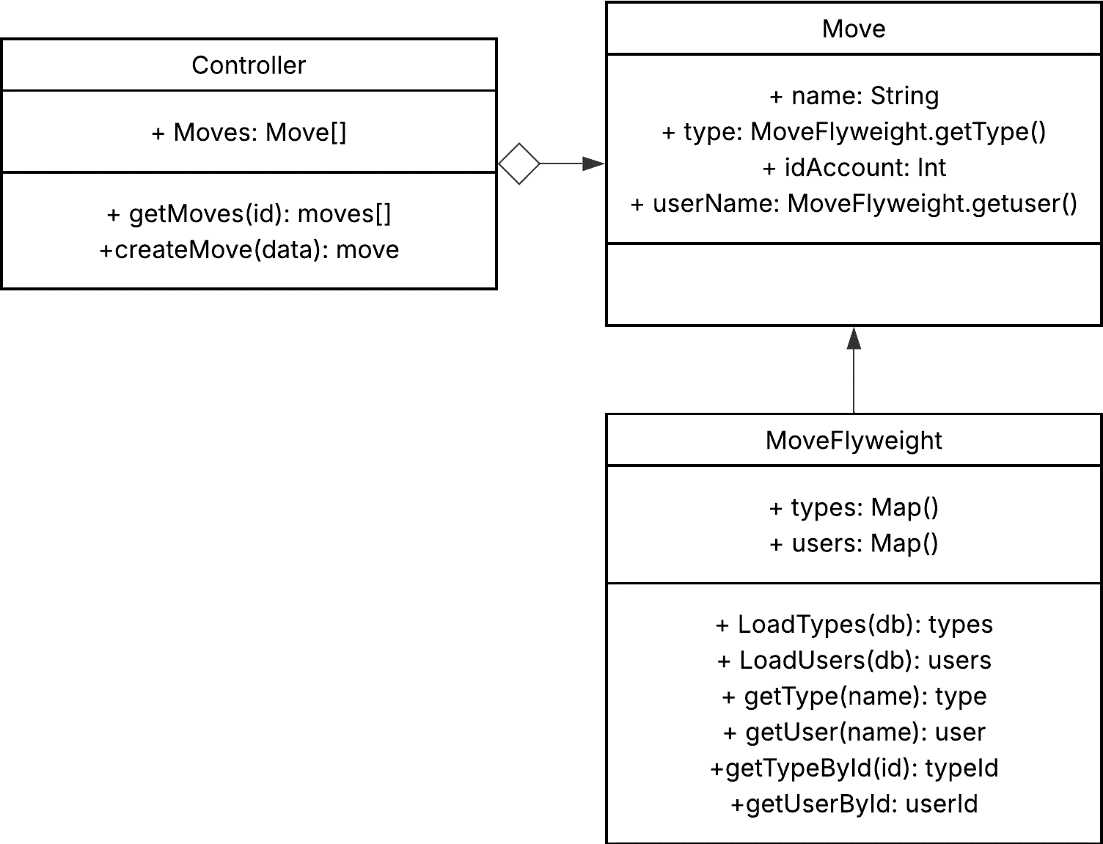 Controller
+ Moves: Move[]
+ getMoves(id): moves[]
+createMove(data): move
Move
+ name: String
+ type: MoveFlyweight.getType()
+ idAccount: Int
+ userName: MoveFlyweight.getuser()
MoveFlyweight
+ types: Map()
+ users: Map()
+ LoadTypes(db): types
+ LoadUsers(db): users
+ getType(name): type
+ getUser(name): user
+getTypeById(id): typeId
+getUserById: userId